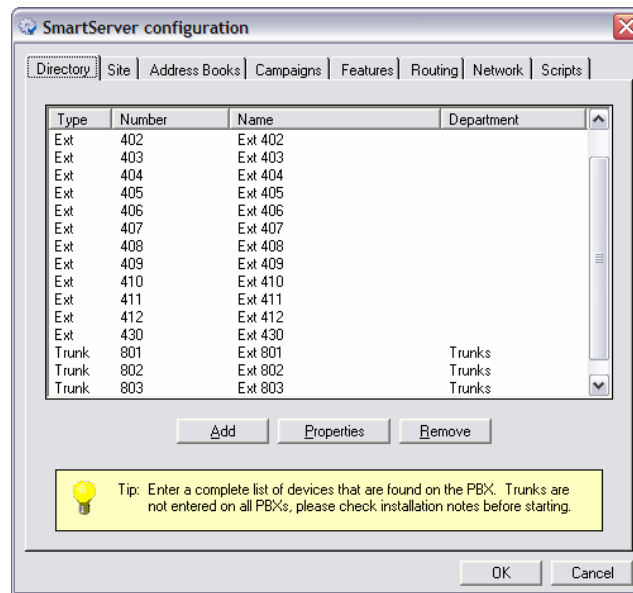 SmartServer configuration
Directory Site Address Books Campaigns Features Routing Network Scripts
Type Number Name Department
Ext 402 Ext 402
Ext 403 Ext 403
Ext 404 Ext 404
Ext 405 Ext 405
Ext 406 Ext 406
Ext 407 Ext 407
Ext 408 Ext 408
Ext 409 Ext 409
Ext 410 Ext 410
Ext 411 Ext 411
Ext 412 Ext 412
Ext 430 Ext 430
Trunk 801 Ext 801 Trunks
Trunk 802 Ext 802 Trunks
Trunk 803 Ext 803 Trunks
Add Properties Remove
Tip: Enter a complete list of devices that are found on the PBX. Trunks are
not entered on all PBXs, please check installation notes before starting.
OK Cancel